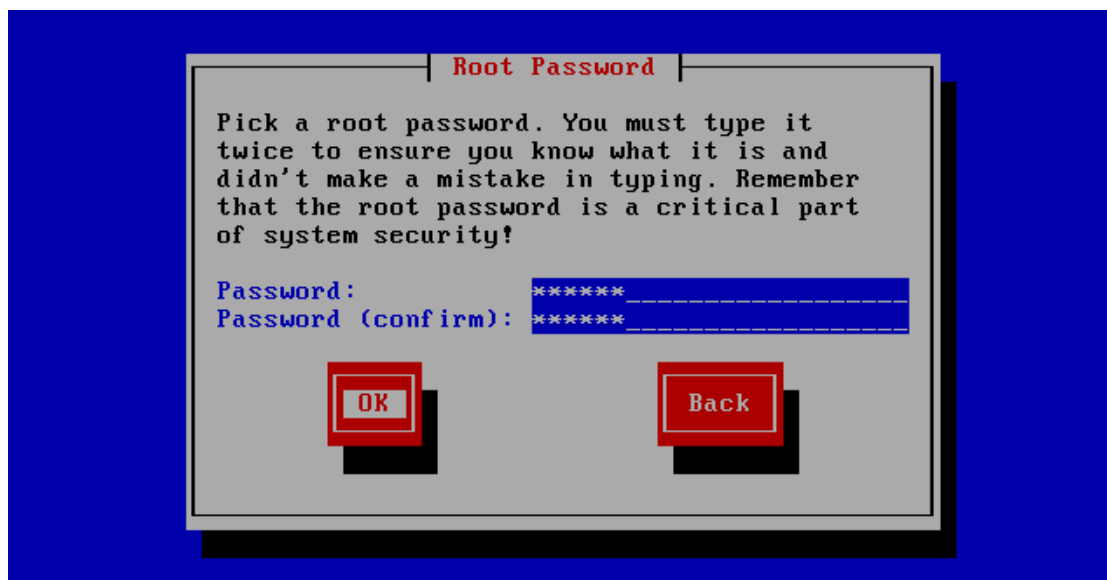 Root Password
Pick a root password. You must type it
twice to ensure you know what it is and
didn't make a mistake in typing. Remember
that the root password is a critical part
of system security!
Password: ******__________________
Password (confirm): ******__________________
OK Back